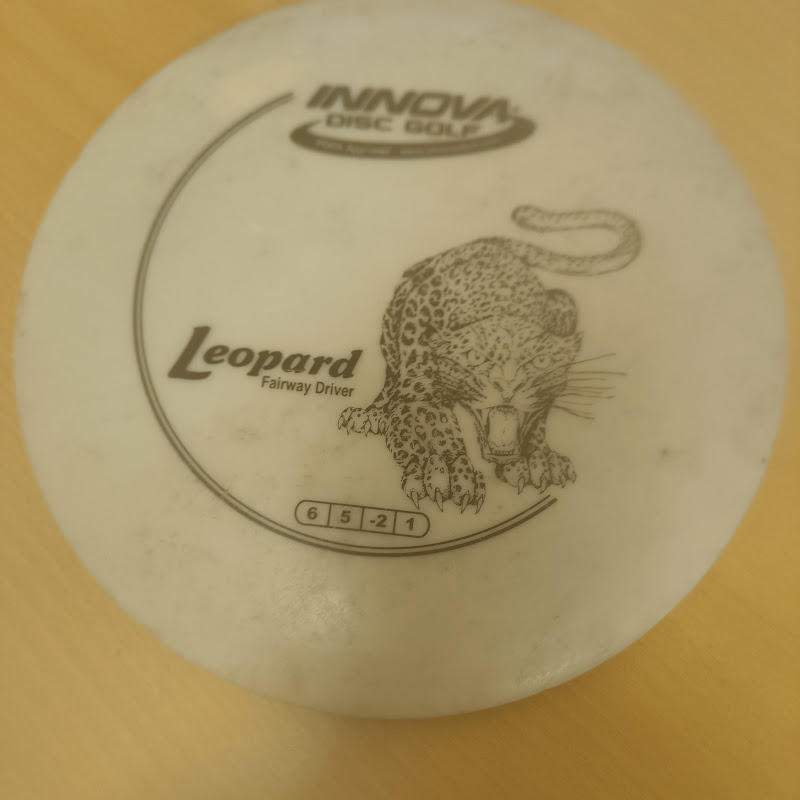 INNOVA
DISC GOLF
Leopard
Fairway Driver
6 5 -2 1